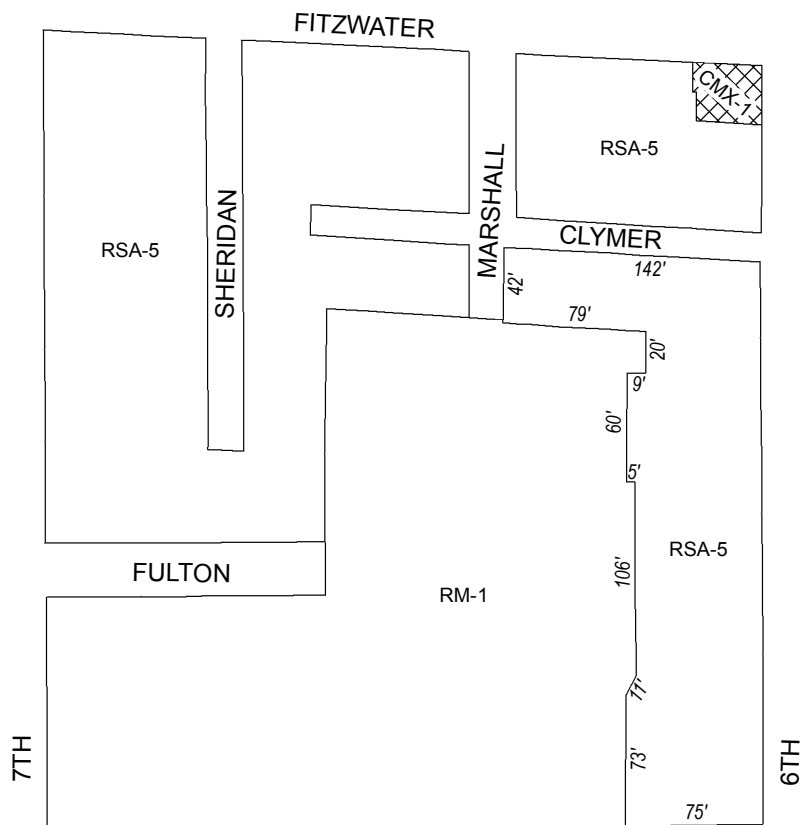 FITZWATER
CMX-1
RSA-5
SHERIDAN
RSA-5
MARSHALL
CLYMER
142'
42'
79'
20'
9'
60'
5'
RSA-5
106'
FULTON
RM-1
11'
73'
7TH
6TH
75'